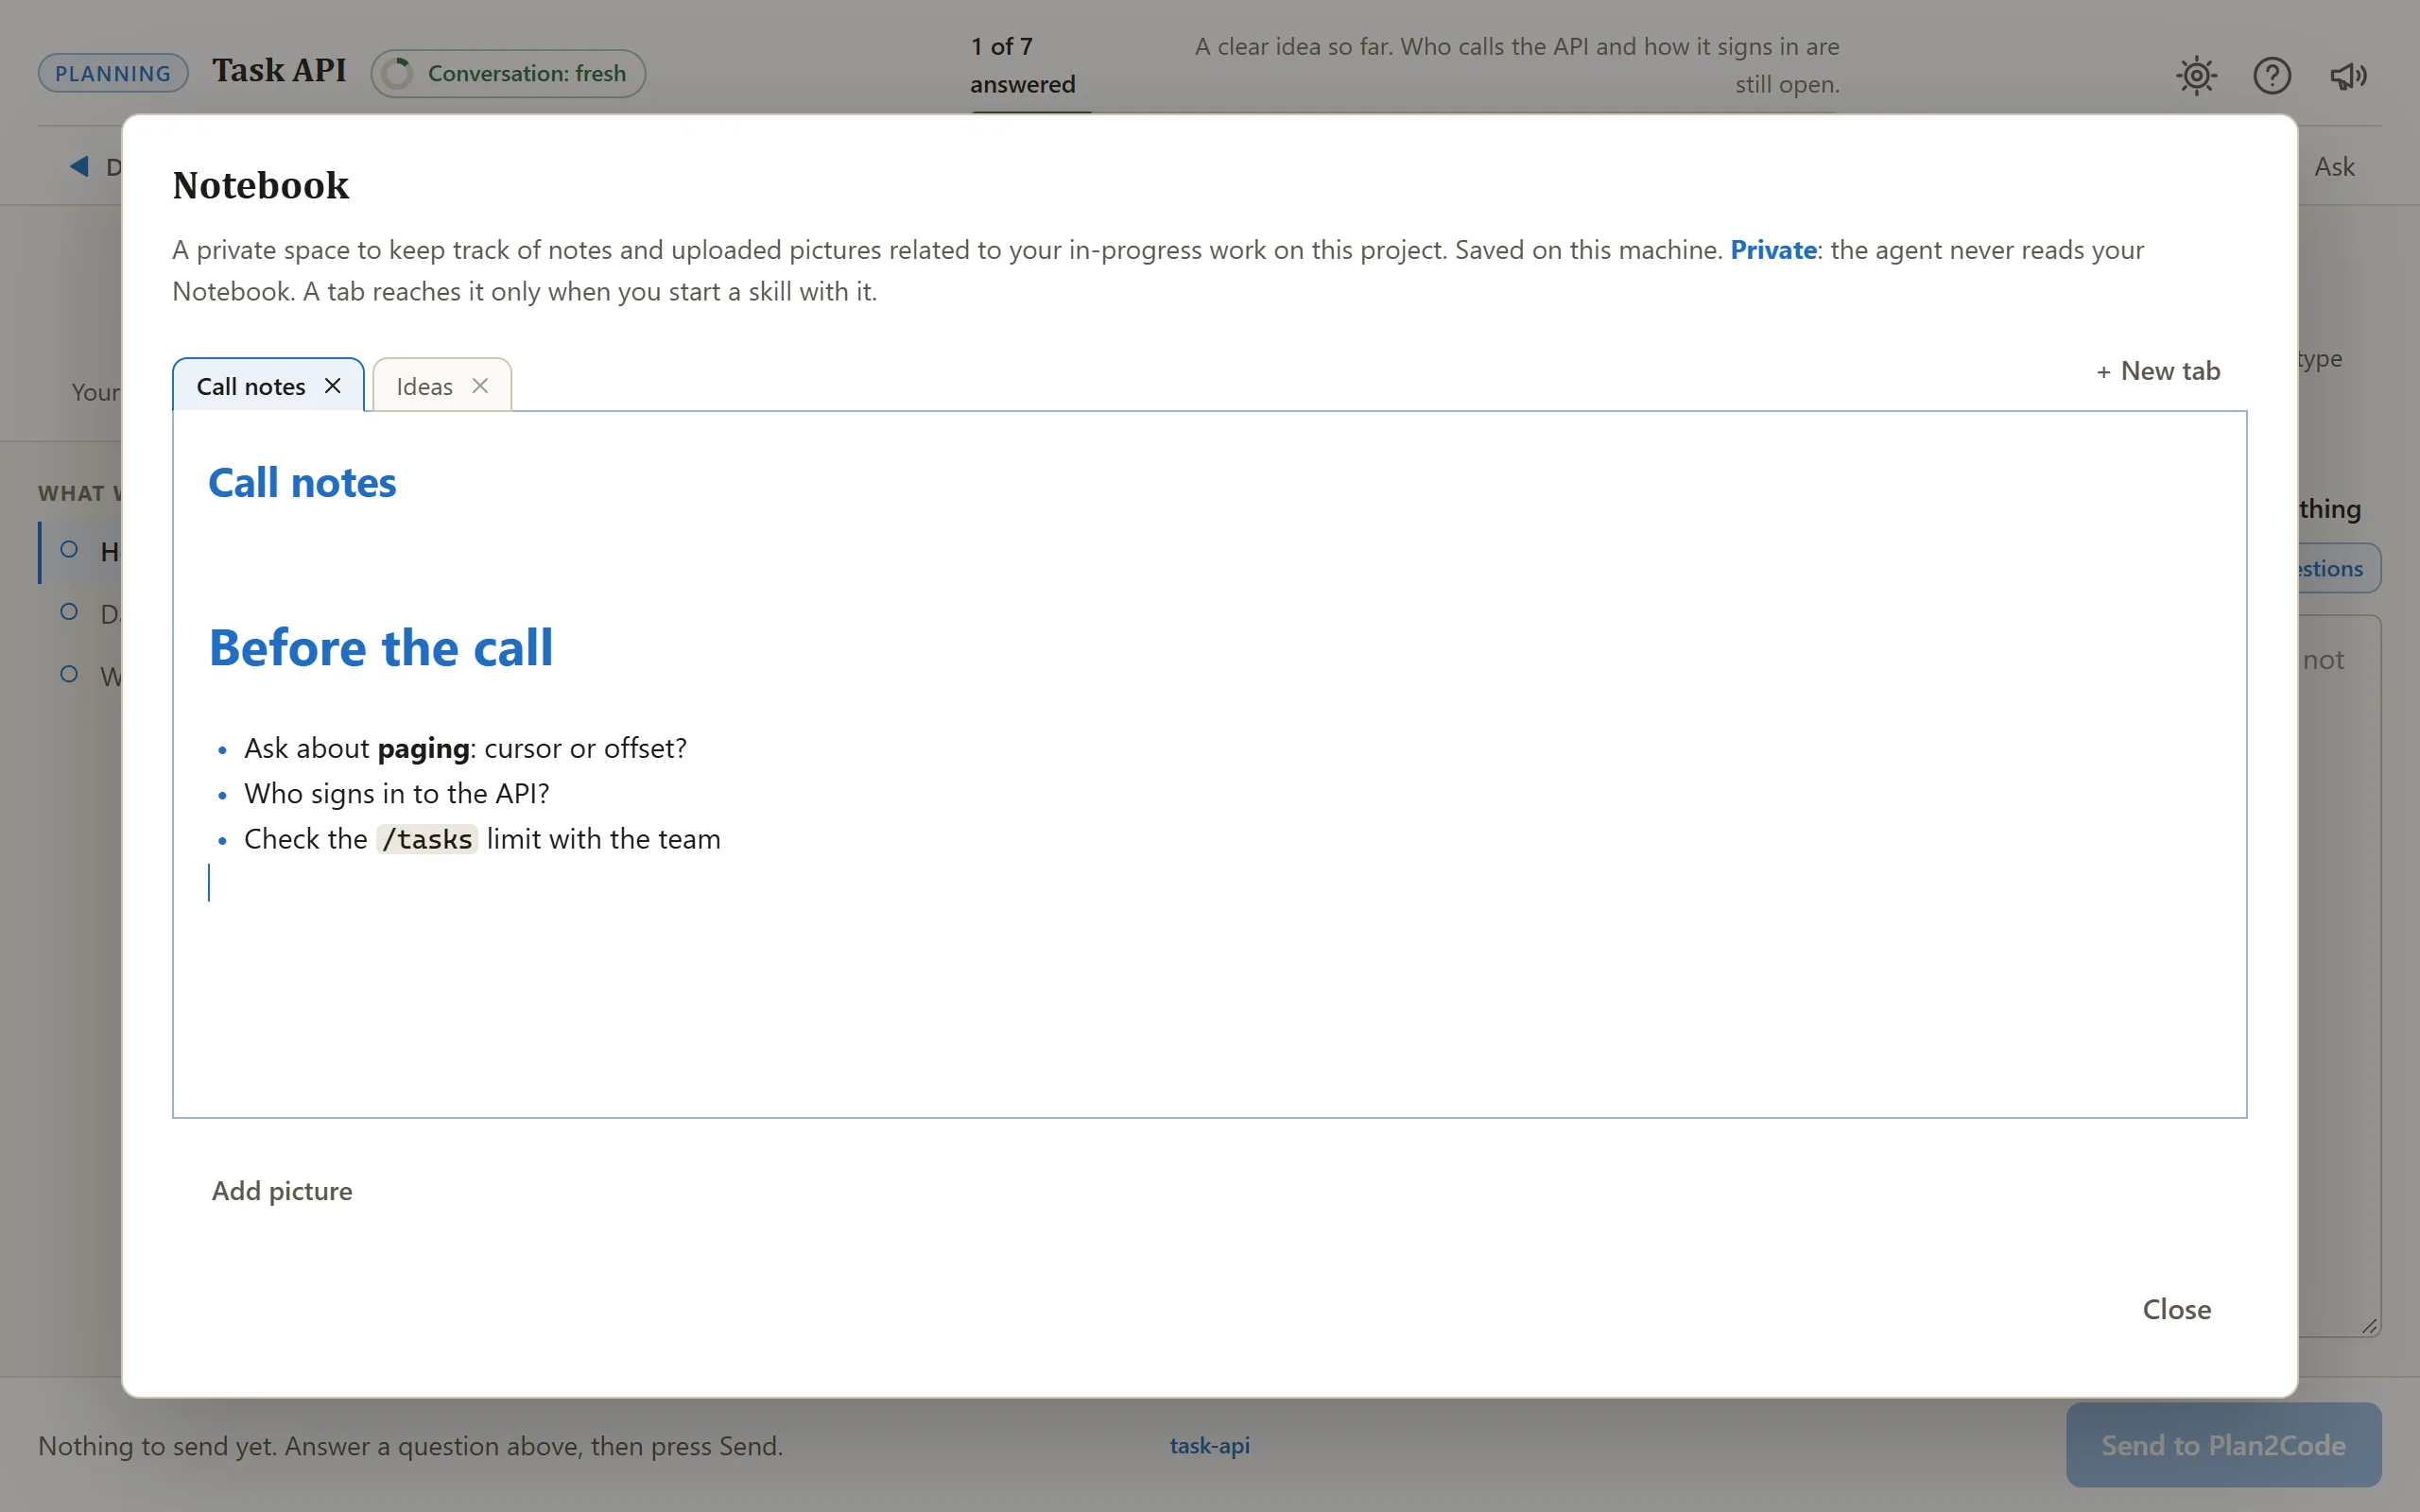 PLANNING
Task API
Conversation: fresh
1 of 7
answered
A clear idea so far. Who calls the API and how it signs in are
still open.
Ask
Notebook
A private space to keep track of notes and uploaded pictures related to your in-progress work on this project. Saved on this machine. Private: the agent never reads your
Notebook. A tab reaches it only when you start a skill with it.
Call notes
Ideas
+ New tab
type
Your
Call notes
WHAT
thing
estions
Before the call
not
• Ask about paging: cursor or offset?
• Who signs in to the API?
• Check the /tasks limit with the team
Add picture
Close
Nothing to send yet. Answer a question above, then press Send.
task-api
Send to Plan2Code